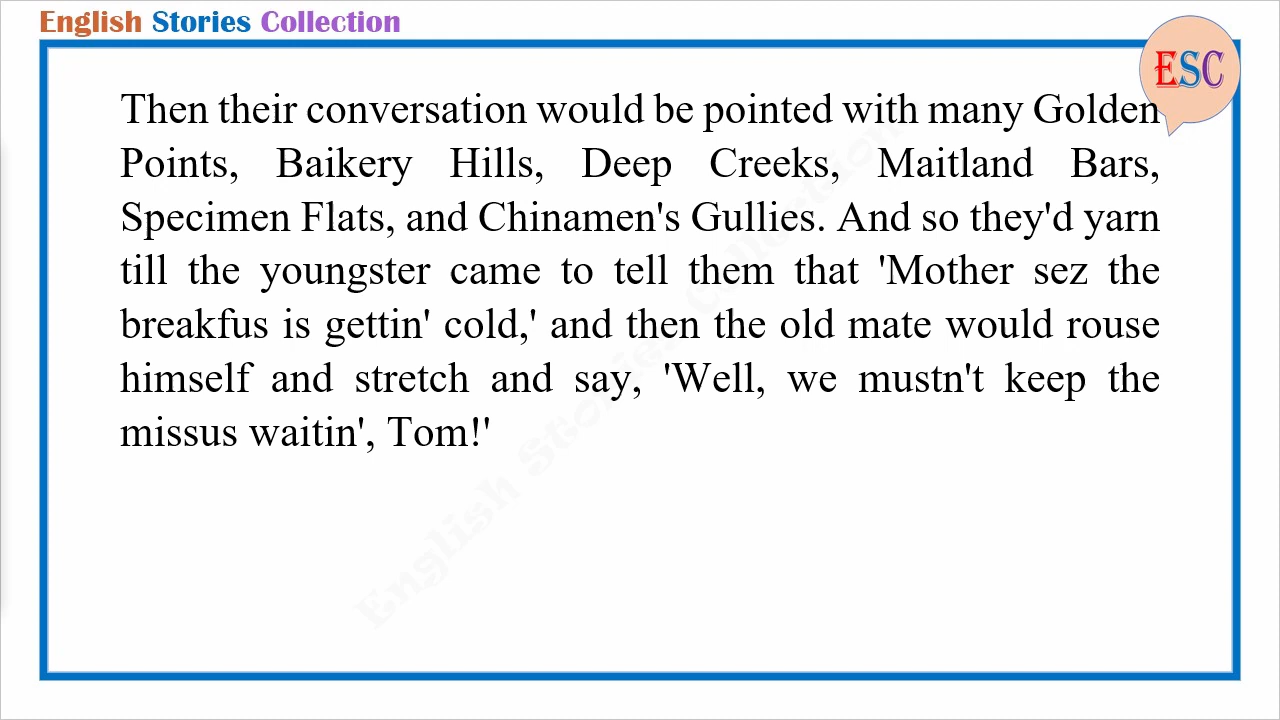 English Stories Collection
ESC
Then their conversation would be pointed with many Golden
Points, Baikery Hills, Deep Creeks, Maitland Bars,
Specimen Flats, and Chinamen's Gullies. And so they'd yarn
till the youngster came to tell them that 'Mother sez the
breakfus is gettin' cold,' and then the old mate would rouse
himself and stretch and say, 'Well, we mustn't keep the
missus waitin', Tom!'
English Stories Collection